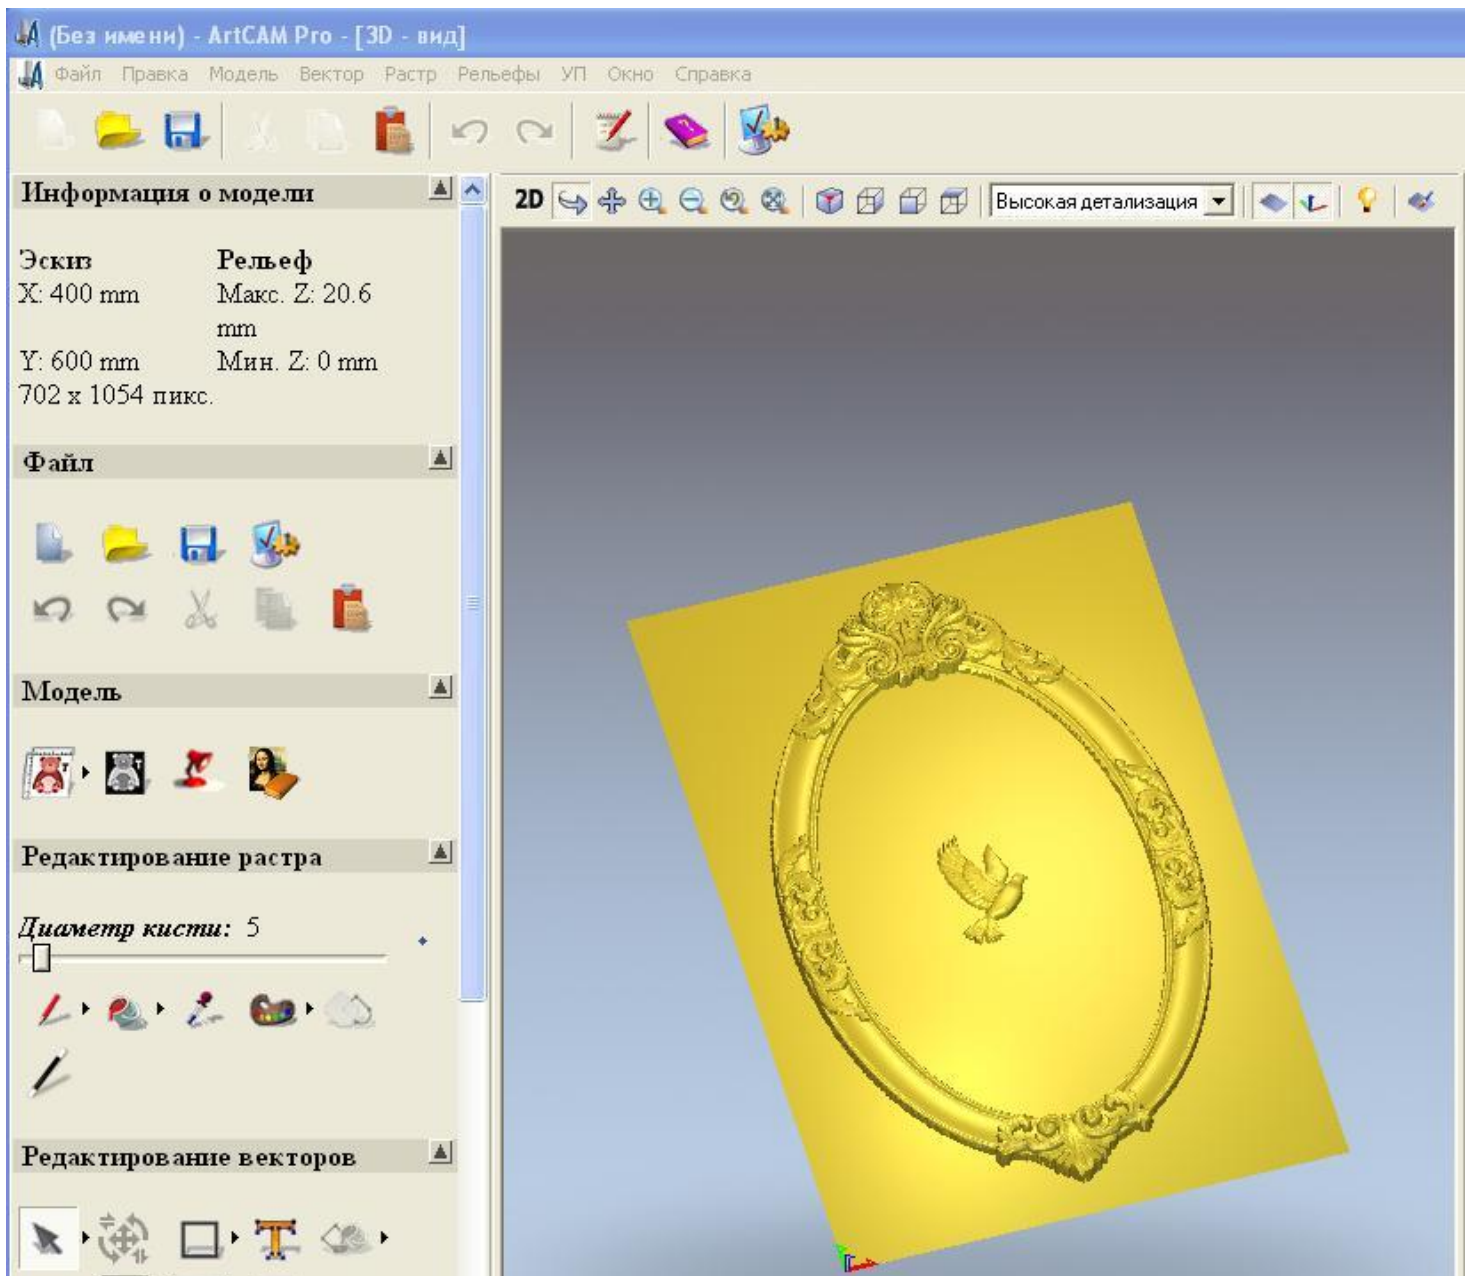 (Без имени) - ArtCAM Pro - [3D - вид]
Файл Правка Модель Вектор Растр Рельефы УП Окно Справка
Информация о модели
2D Высокая детализация
Эскиз Рельеф
X: 400 mm Макс. Z: 20.6
mm
Y: 600 mm Мин. Z: 0 mm
702 x 1054 пикс.
Файл
Модель
Редактирование растра
Диаметр кисти: 5
Редактирование векторов